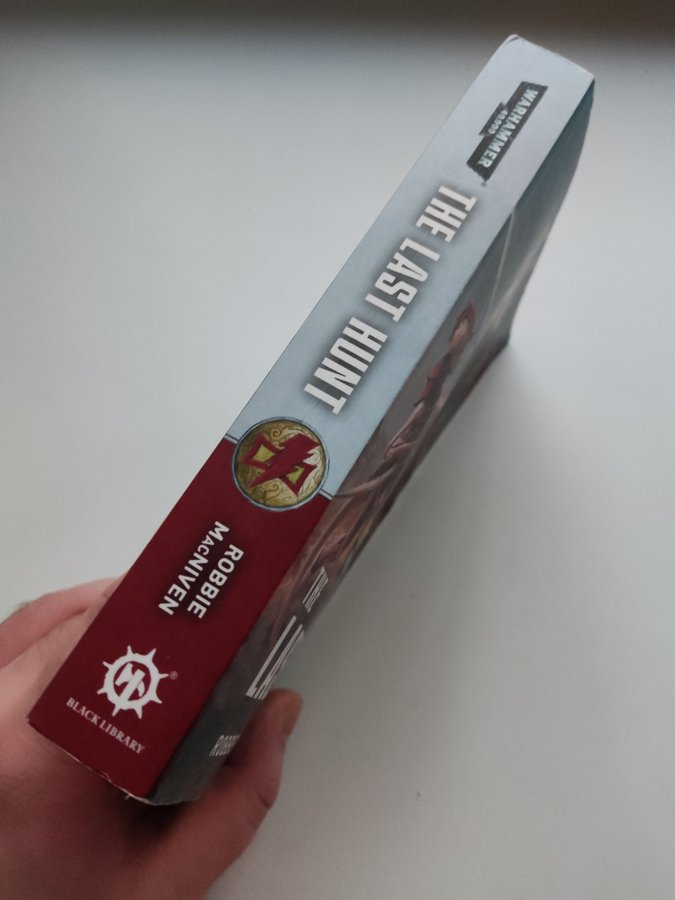 WARHAMMER
40,000
THE LAST HUNT
ROBBIE
MACNIVEN
BLACK LIBRARY